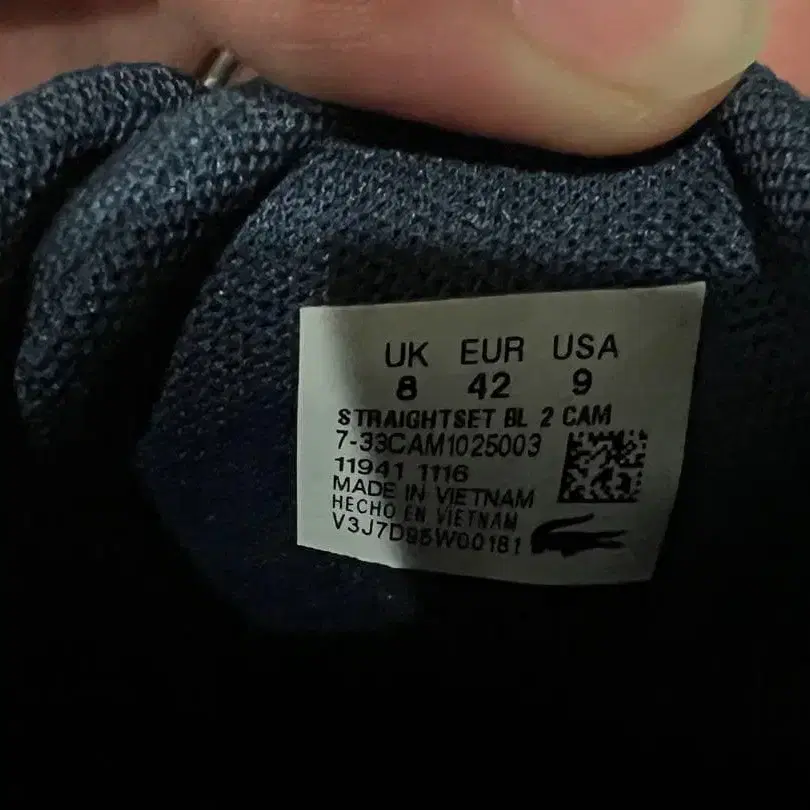 UK EUR USA
8 42 9
STRAIGHTSET BL 2 CAM
7-33CAM1025003
11941 1116
MADE IN VIETNAM
HECHO EN VIETNAM
V3J7D95W00181